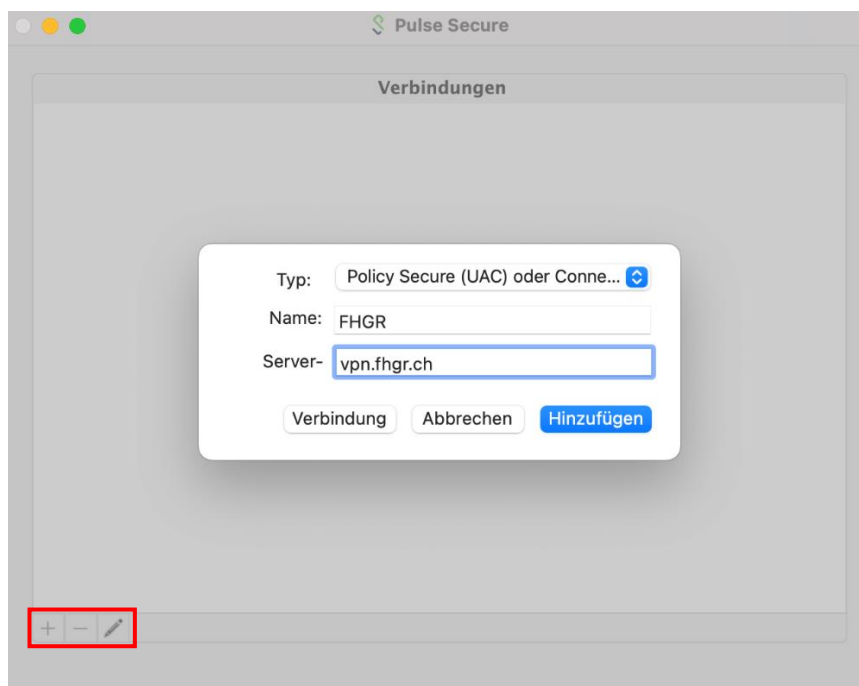 Pulse Secure
Verbindungen
Typ: Policy Secure (UAC) oder Conne...
Name: FHGR
Server- vpn.fhgr.ch
Verbindung Abbrechen Hinzufügen